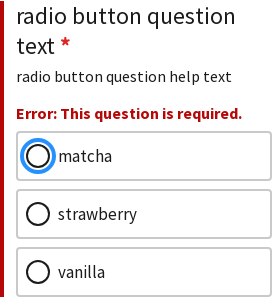 radio button question
text *
radio button question help text
Error: This question is required.
matcha
strawberry
vanilla